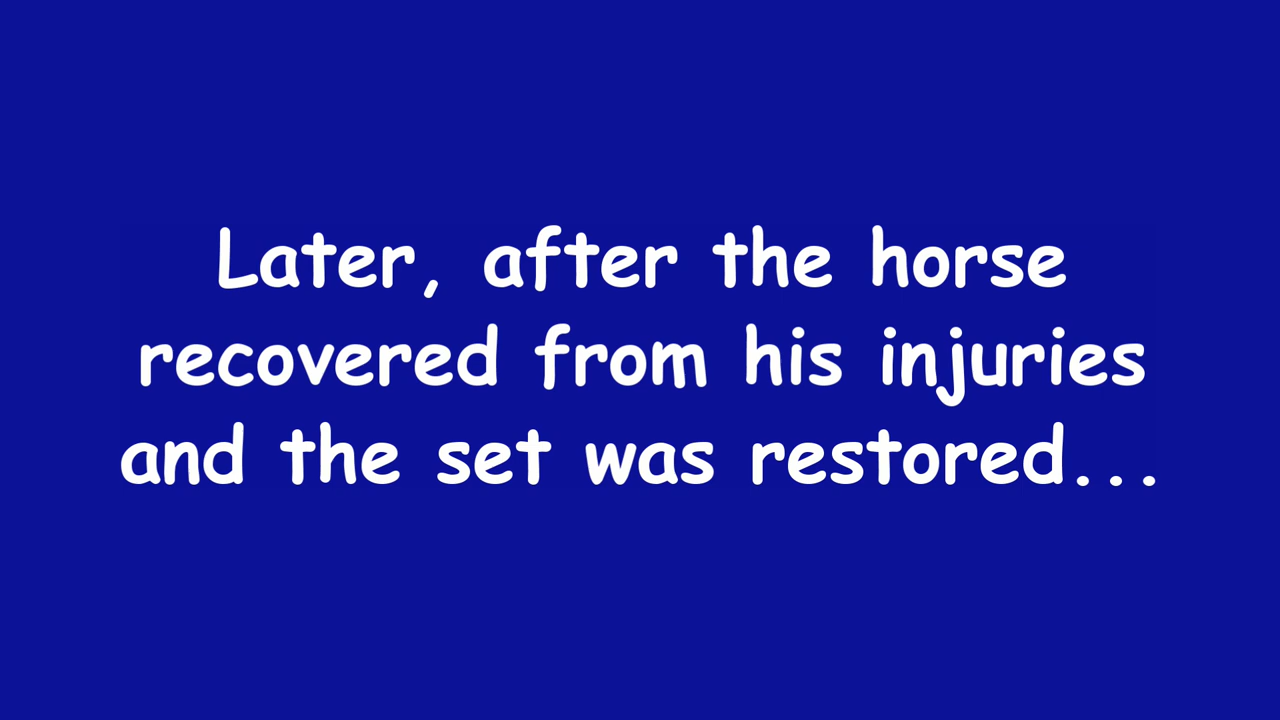 Later, after the horse
recovered from his injuries
and the set was restored...